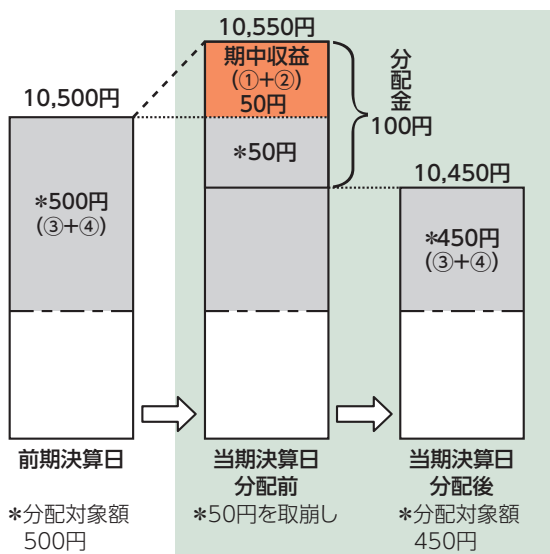 10,500円
*500円
(③+④)
前期決算日
*分配対象額
500円
10,550円
期中収益
(①+②)
50円
*50円
分配金
100円
当期決算日
分配前
*50円を取崩し
10,450円
*450円
(③+④)
当期決算日
分配後
*分配対象額
450円